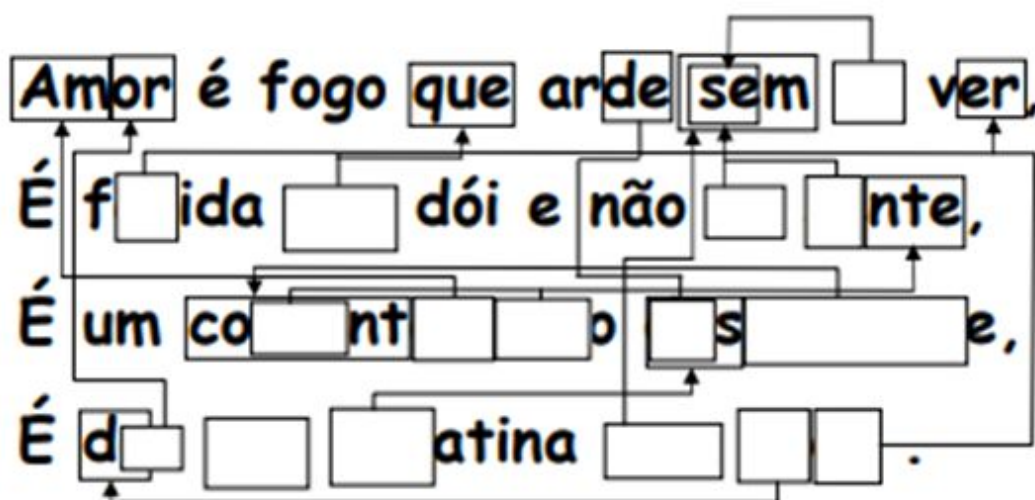 Amor é fogo que arde sem ver,
É f ida dói e não nte,
É um co nt o s e,
É d atina .